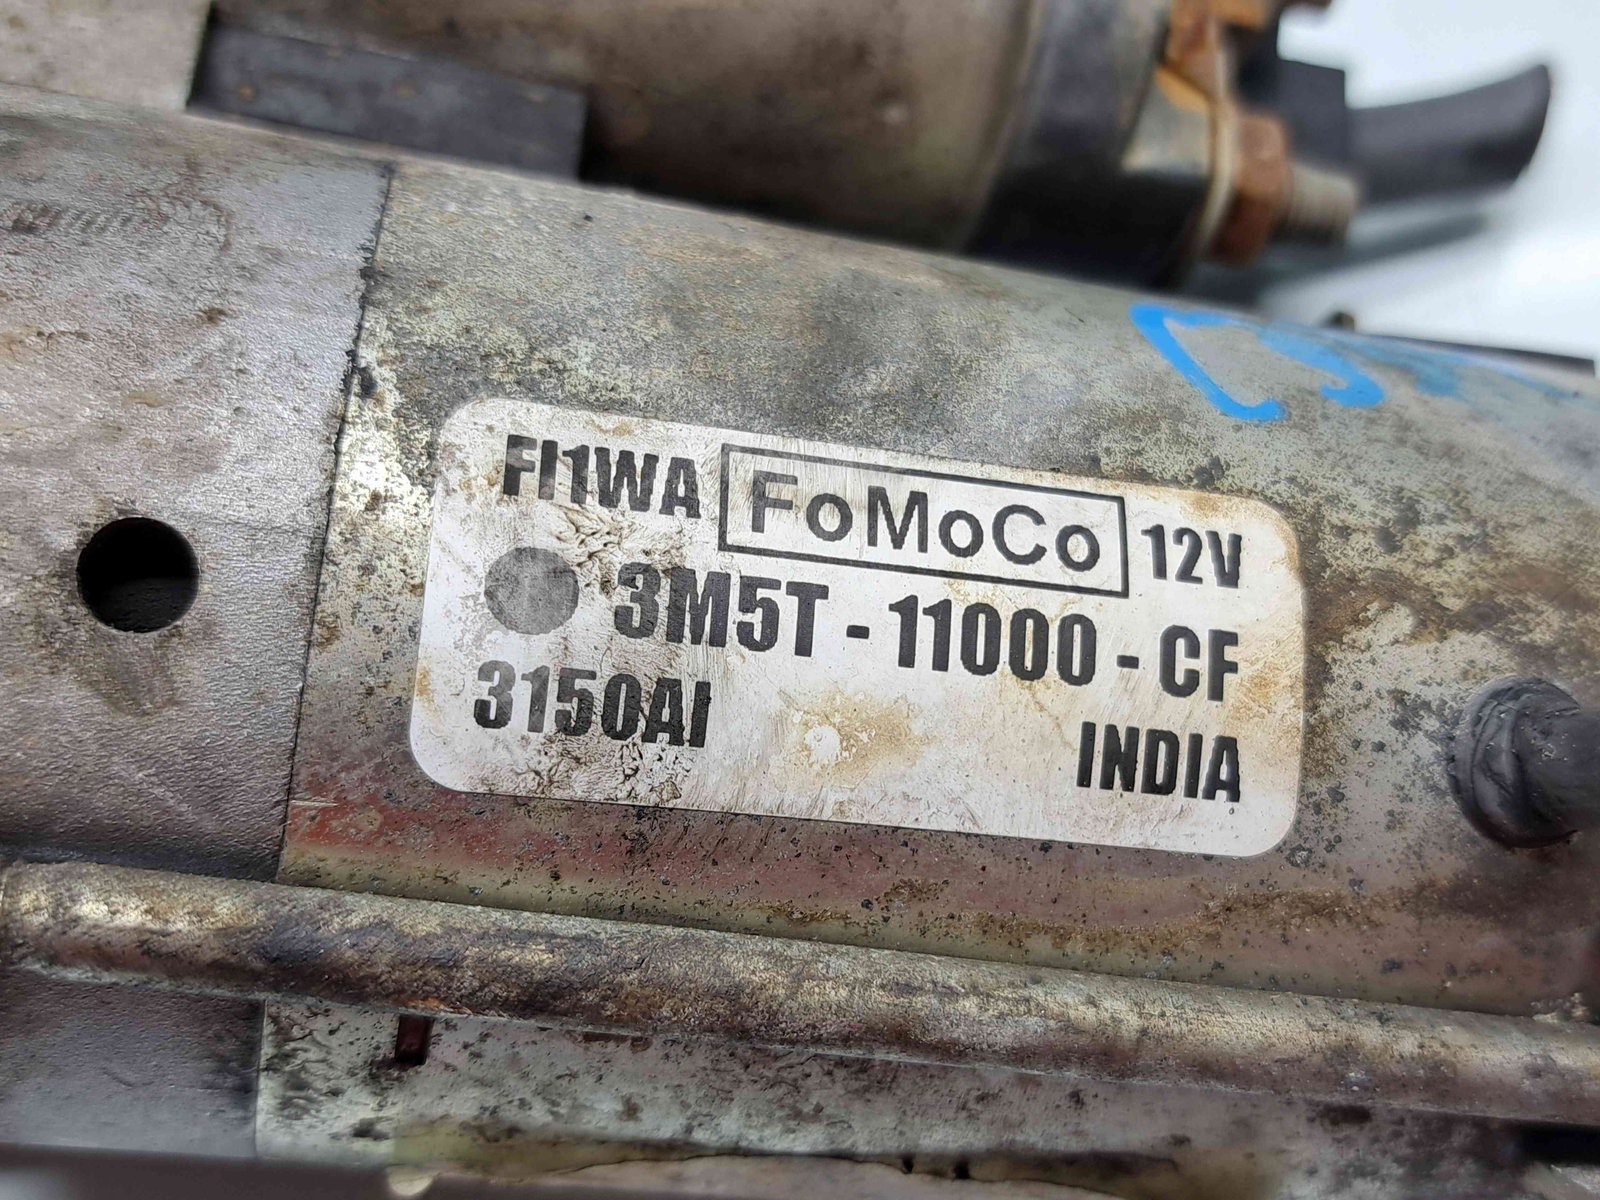 FI1WA FoMoCo 12V
3M5T - 11000 - CF
3150AI
INDIA